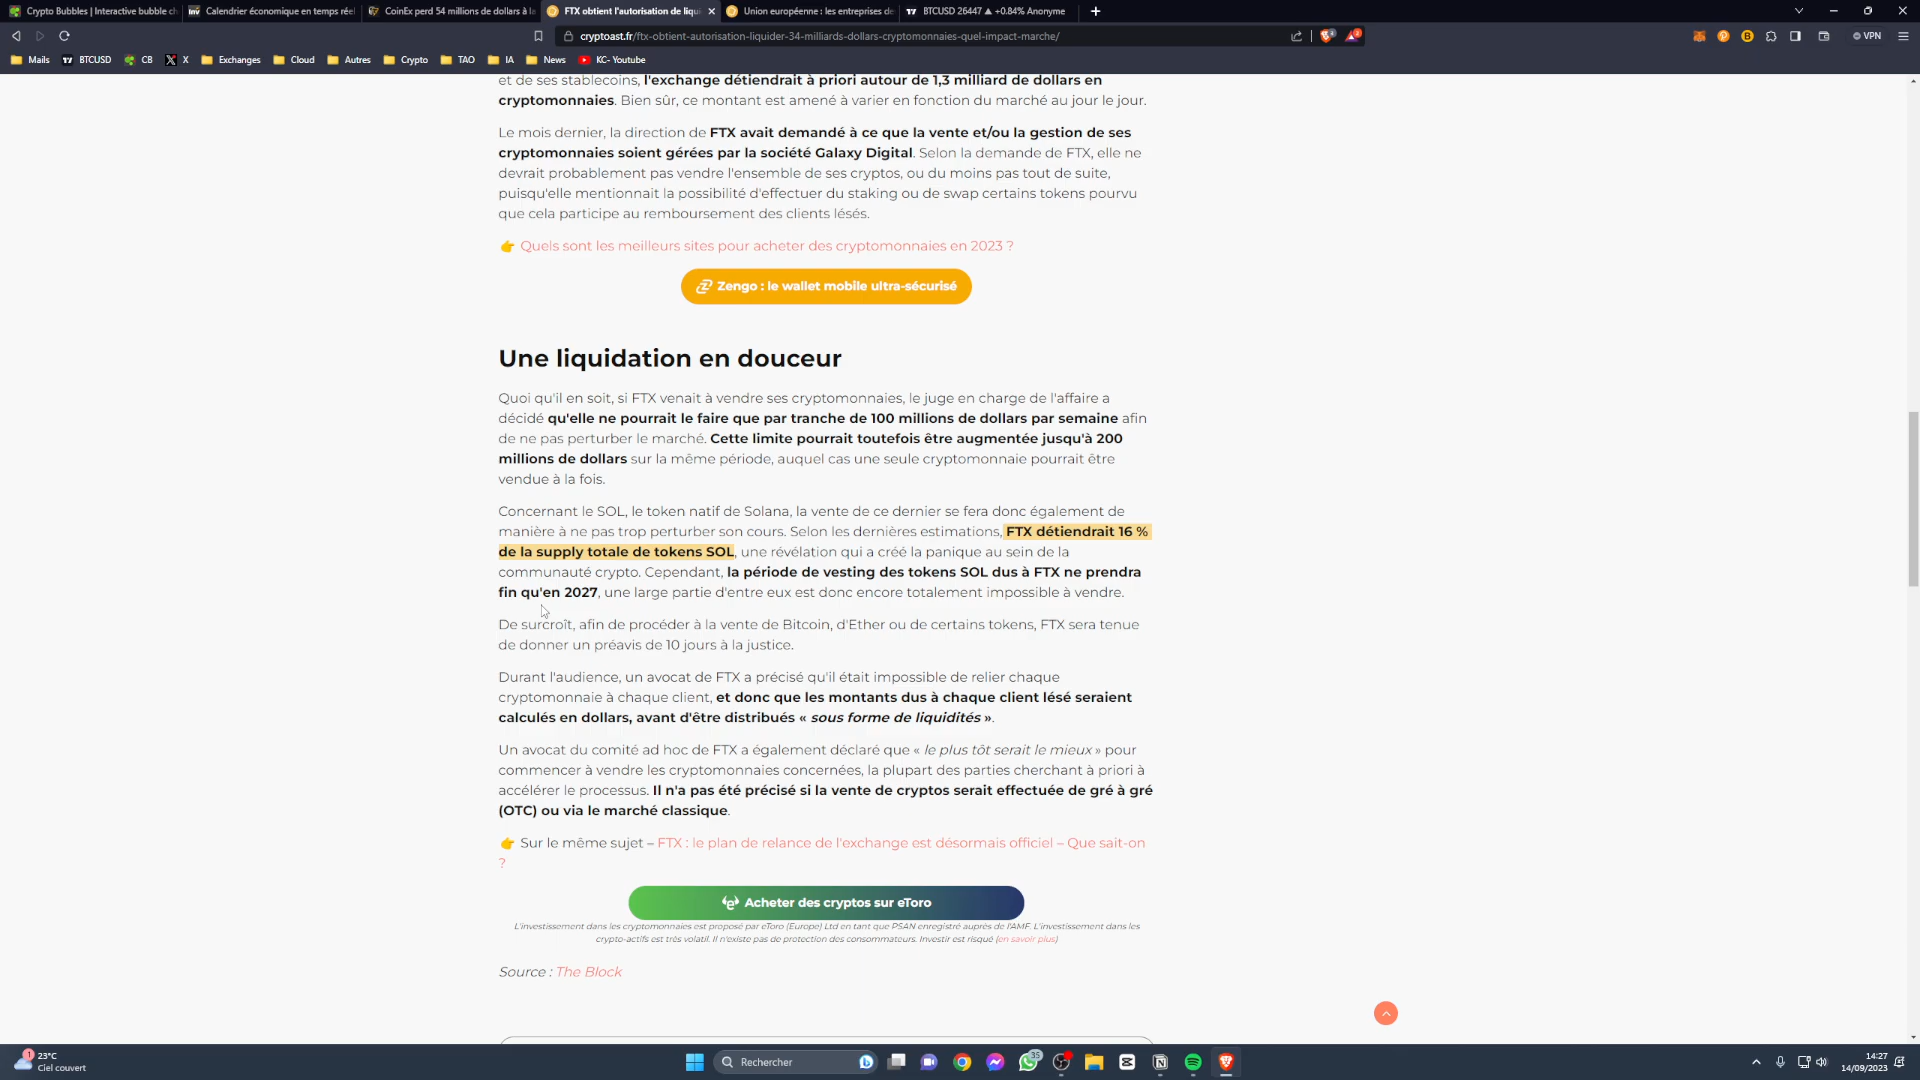 Crypto Bubbles | Interactive bubble ch
Calendrier économique en temps rée
CoinEx perd 54 millions de dollars à la
FTX obtient l'autorisation de liqu
Union européenne : les entreprises de
BTCUSD 26447 ▲ +0.84% Anonyme
cryptoast.fr/ftx-obtient-autorisation-liquider-34-milliards-dollars-cryptomonnaies-quel-impact-marche/
VPN
Mails
BTCUSD
CB
X
Exchanges
Cloud
Autres
Crypto
TAO
IA
News
KC- Youtube
et de ses stablecoins, l'exchange détiendrait à priori autour de 1,3 milliard de dollars en
cryptomonnaies. Bien sûr, ce montant est amené à varier en fonction du marché au jour le jour.
Le mois dernier, la direction de FTX avait demandé à ce que la vente et/ou la gestion de ses
cryptomonnaies soient gérées par la société Galaxy Digital. Selon la demande de FTX, elle ne
devrait probablement pas vendre l'ensemble de ses cryptos, ou du moins pas tout de suite,
puisqu'elle mentionnait la possibilité d'effectuer du staking ou de swap certains tokens pourvu
que cela participe au remboursement des clients lésés.
👉 Quels sont les meilleurs sites pour acheter des cryptomonnaies en 2023 ?
Zengo : le wallet mobile ultra-sécurisé
Une liquidation en douceur
Quoi qu'il en soit, si FTX venait à vendre ses cryptomonnaies, le juge en charge de l'affaire a
décidé qu'elle ne pourrait le faire que par tranche de 100 millions de dollars par semaine afin
de ne pas perturber le marché. Cette limite pourrait toutefois être augmentée jusqu'à 200
millions de dollars sur la même période, auquel cas une seule cryptomonnaie pourrait être
vendue à la fois.
Concernant le SOL, le token natif de Solana, la vente de ce dernier se fera donc également de
manière à ne pas trop perturber son cours. Selon les dernières estimations, FTX détiendrait 16 %
de la supply totale de tokens SOL, une révélation qui a créé la panique au sein de la
communauté crypto. Cependant, la période de vesting des tokens SOL dus à FTX ne prendra
fin qu'en 2027, une large partie d'entre eux est donc encore totalement impossible à vendre.
De surcroît, afin de procéder à la vente de Bitcoin, d'Ether ou de certains tokens, FTX sera tenue
de donner un préavis de 10 jours à la justice.
Durant l'audience, un avocat de FTX a précisé qu'il était impossible de relier chaque
cryptomonnaie à chaque client, et donc que les montants dus à chaque client lésé seraient
calculés en dollars, avant d'être distribués « sous forme de liquidités ».
Un avocat du comité ad hoc de FTX a également déclaré que « le plus tôt serait le mieux » pour
commencer à vendre les cryptomonnaies concernées, la plupart des parties cherchant à priori à
accélérer le processus. Il n'a pas été précisé si la vente de cryptos serait effectuée de gré à gré
(OTC) ou via le marché classique.
👉 Sur le même sujet – FTX : le plan de relance de l'exchange est désormais officiel – Que sait-on
?
Acheter des cryptos sur eToro
L'investissement dans les cryptomonnaies est proposé par eToro (Europe) Ltd en tant que PSAN enregistré auprès de l'AMF. L'investissement dans les
crypto-actifs est très volatil. Il n'existe pas de protection des consommateurs. Investir est risqué (en savoir plus)
Source : The Block
1
23°C
Ciel couvert
Rechercher
35
14:27
14/09/2023